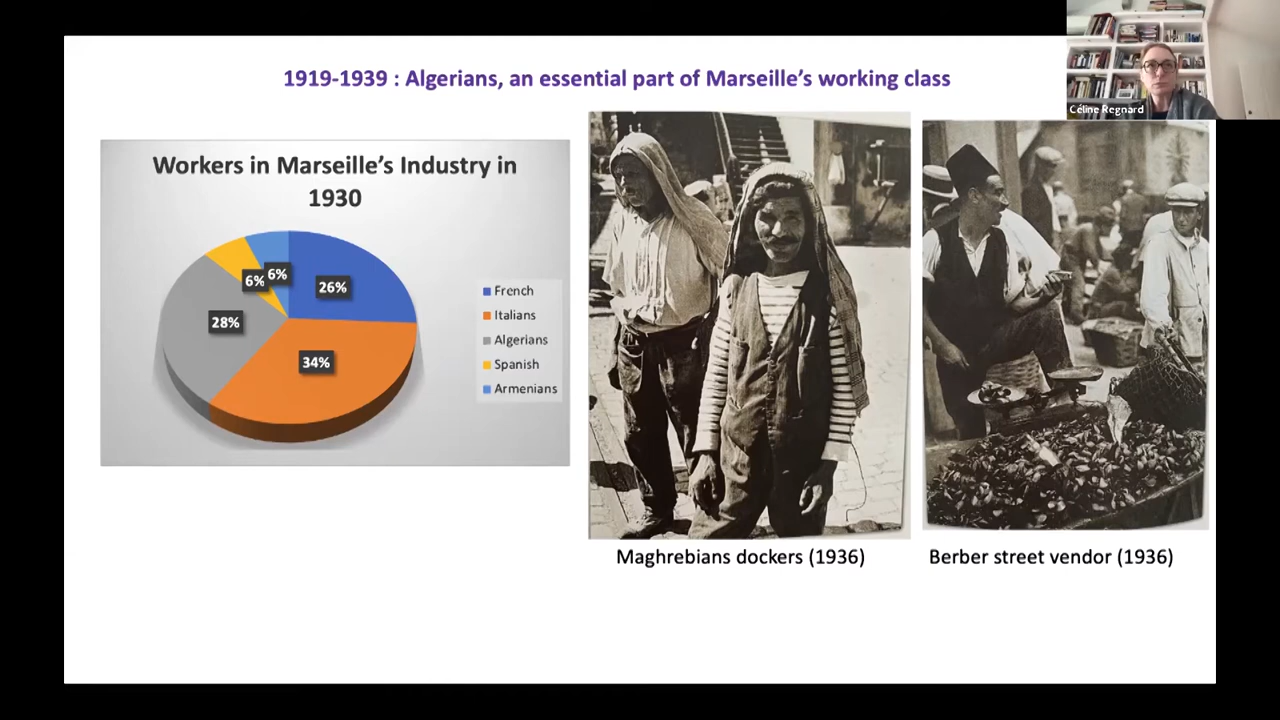 1919-1939 : Algerians, an essential part of Marseille's working class
Céline Regnard
Workers in Marseille's Industry in
1930
6%
6%
26%
28%
34%
French
Italians
Algerians
Spanish
Armenians
Maghrebians dockers (1936)
Berber street vendor (1936)